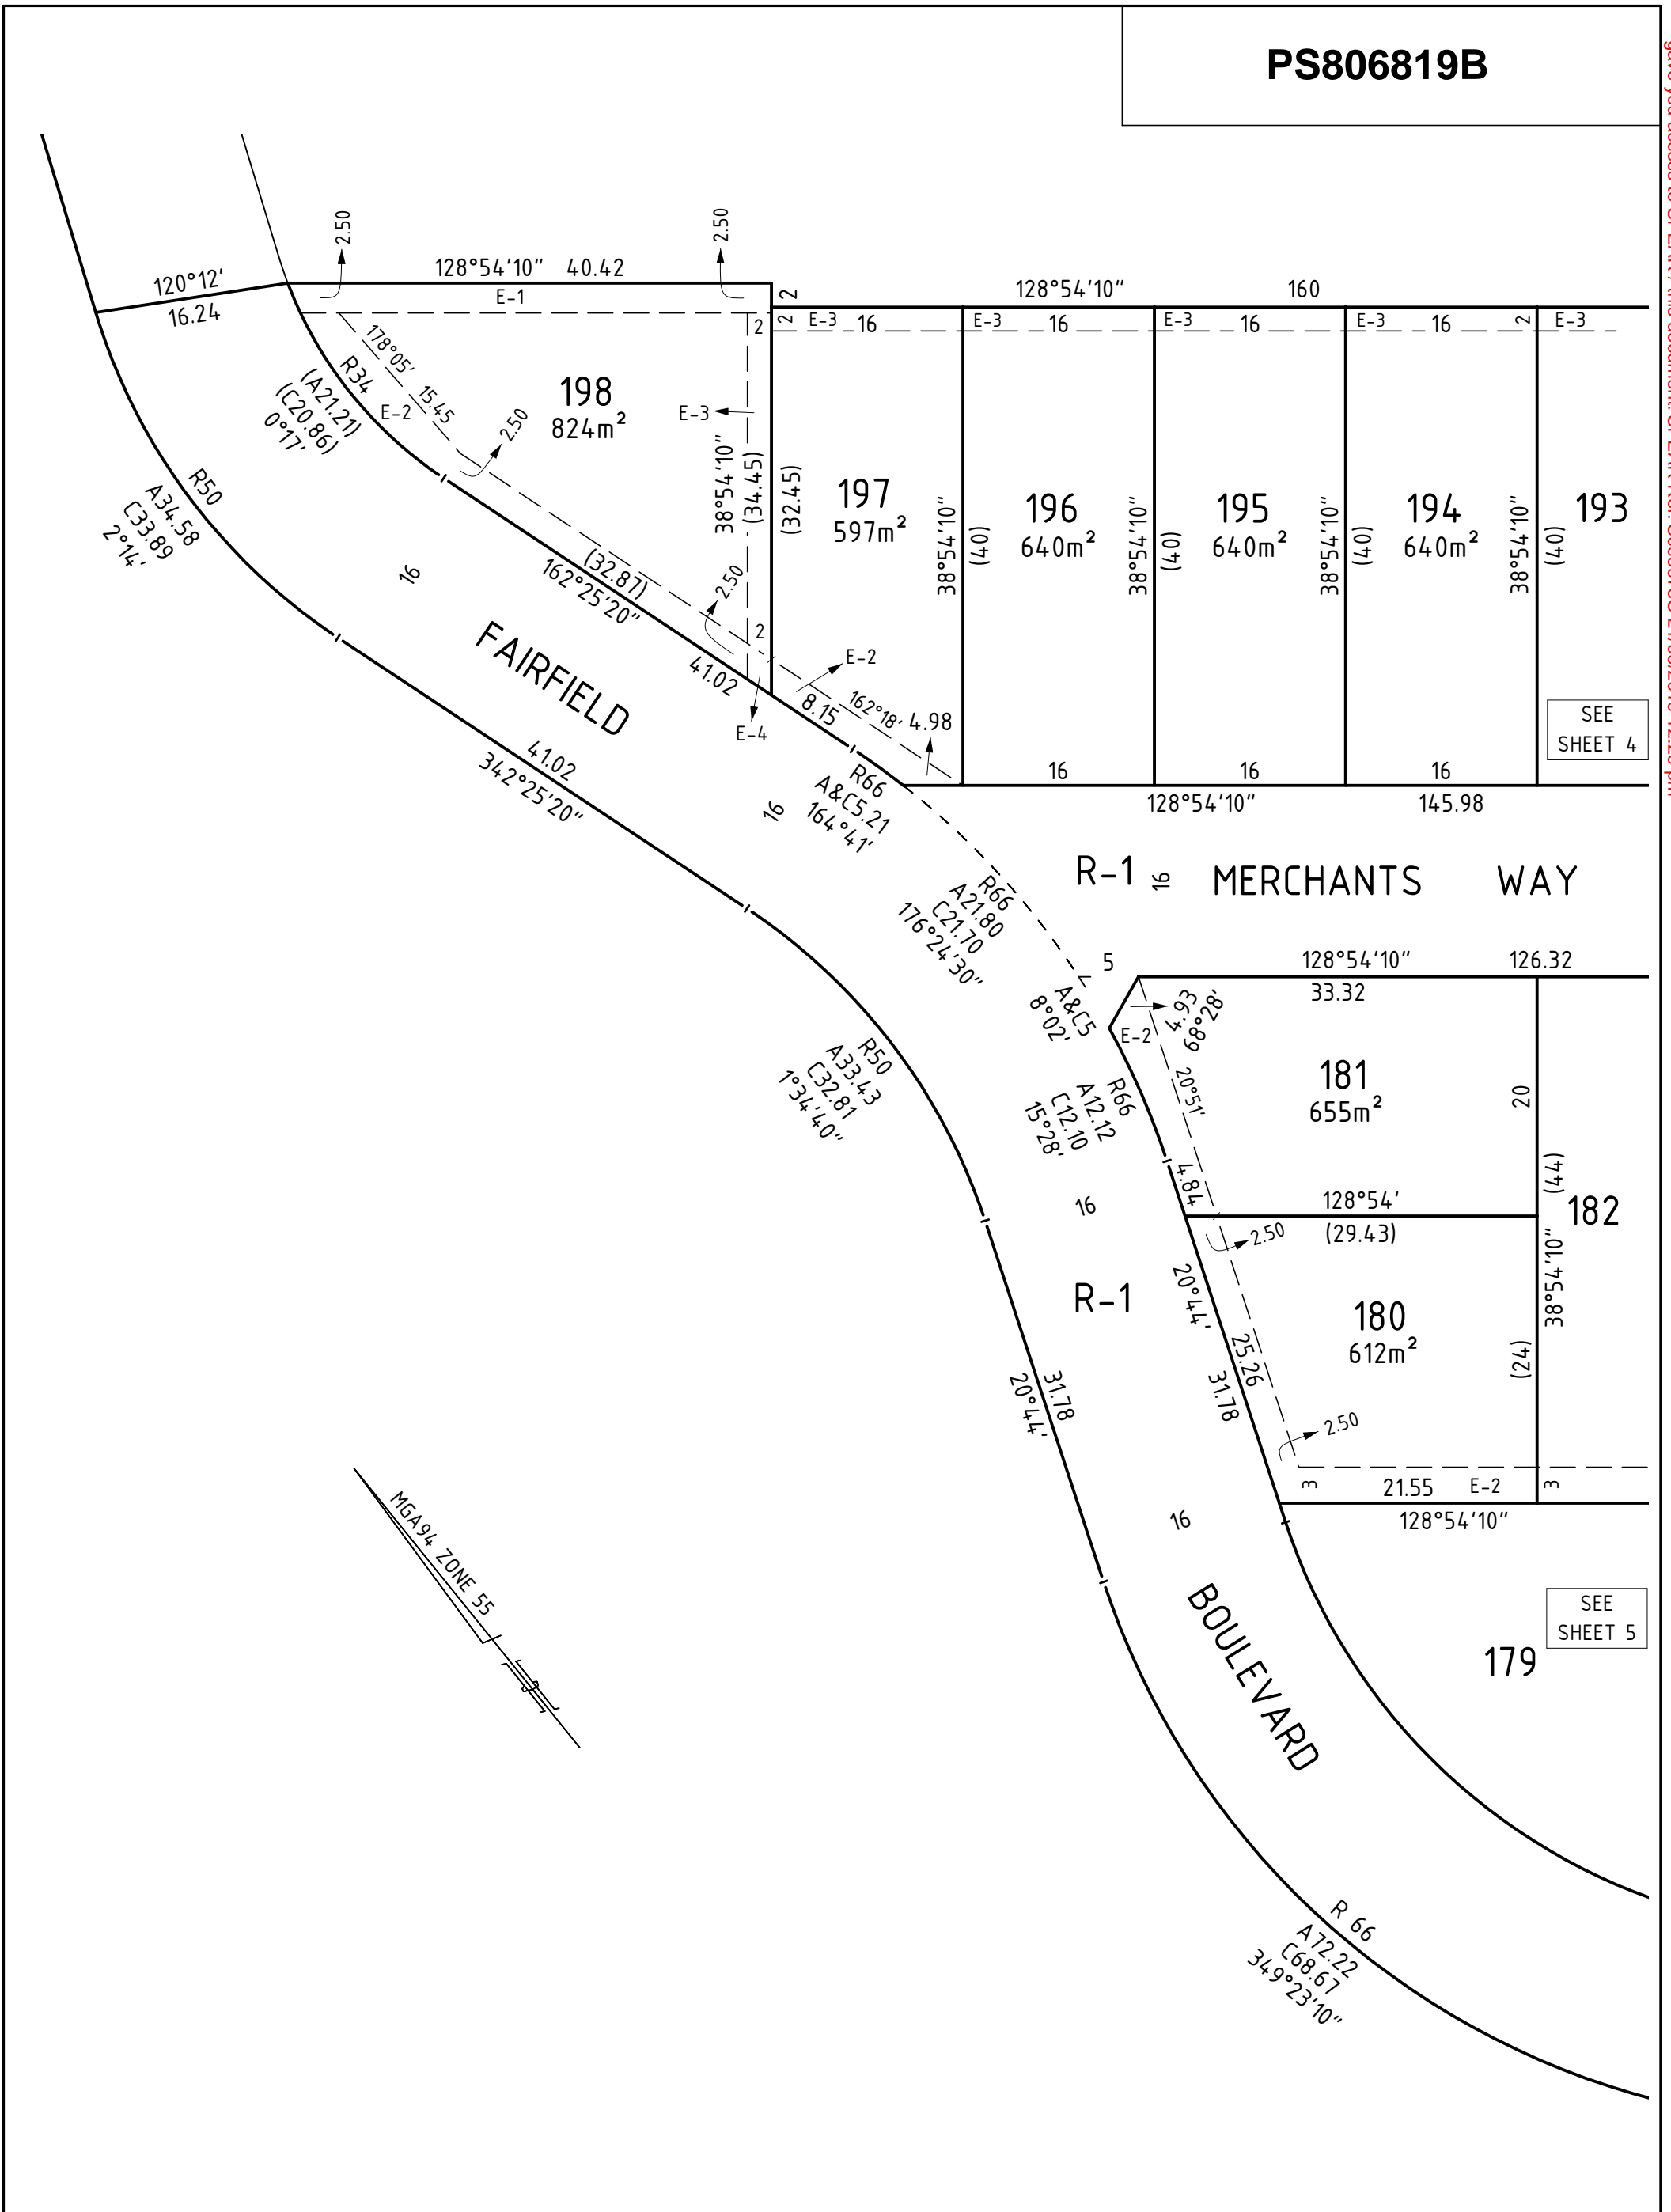 PS806819B
2.50
2.50
120°12'
16.24
128°54'10" 40.42
E-1
2
128°54'10" 160
2
2
E-3
16
E-3
16
E-3
16
E-3
16
2
E-3
178°05'
15.45
R34
(A21.21)
(C20.86)
0°17'
E-2
2.50
198
824m²
E-3
38°54'10"
(34.45)
(32.45)
197
597m²
38°54'10"
(40)
196
640m²
38°54'10"
(40)
195
640m²
38°54'10"
(40)
194
640m²
38°54'10"
(40)
193
R50
A34.58
C33.89
2°14'
16
(32.87)
162°25'20"
2.50
2
41.02
E-2
8.15
E-4
162°18'
4.98
FAIRFIELD
41.02
342°25'20"
16
R66
A&C5.21
164°41'
16
16
16
128°54'10"
145.98
SEE
SHEET 4
R-1
16
MERCHANTS WAY
R66
A21.80
C21.70
176°24'30"
5
A&C5
8°02'
128°54'10"
126.32
33.32
4.93
68°28'
E-2
20°51'
181
655m²
20
R50
A33.43
C32.81
1°34'40"
R66
A12.12
C12.10
15°28'
4.84
16
128°54'
(29.43)
(44)
182
2.50
R-1
20°44'
25.26
31.78
180
612m²
(24)
38°54'10"
31.78
20°44'
2.50
3
21.55
E-2
3
128°54'10"
16
MGA94 ZONE 55
BOULEVARD
SEE
SHEET 5
179
R 66
A72.22
C68.67
349°23'10"